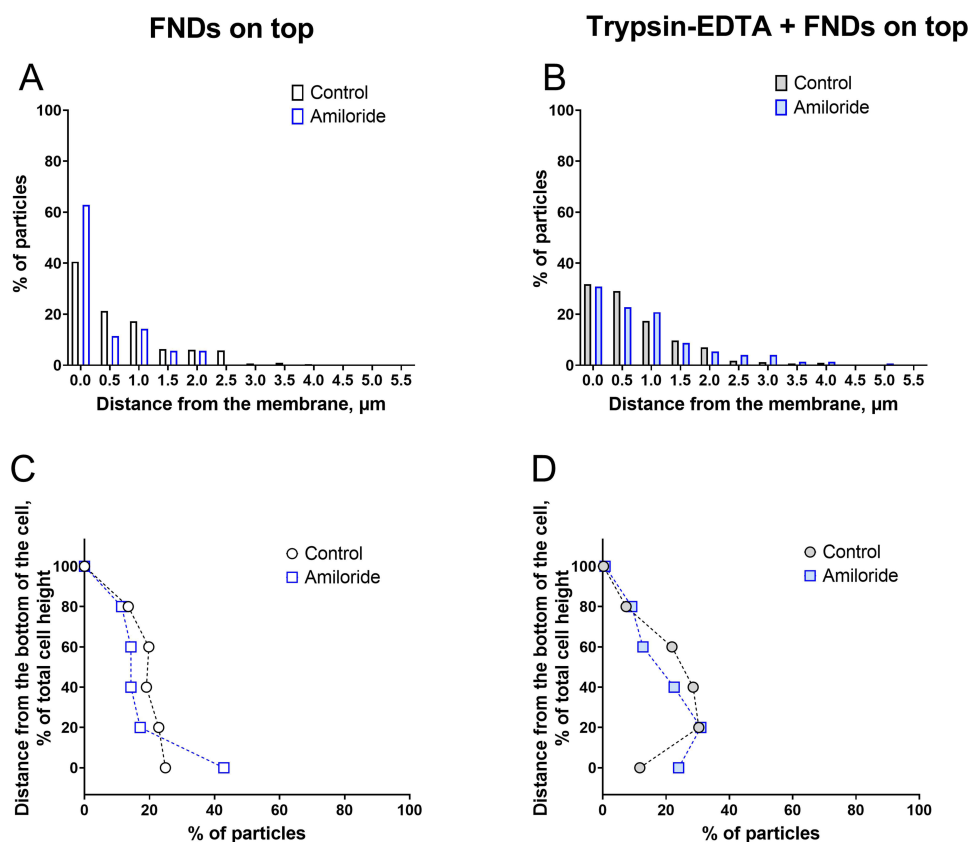 FNDs on top
Trypsin-EDTA + FNDs on top
A
Control
Amiloride
100
80
60
40
20
0
% of particles
0.0 0.5 1.0 1.5 2.0 2.5 3.0 3.5 4.0 4.5 5.0 5.5
Distance from the membrane, µm
B
Control
Amiloride
100
80
60
40
20
0
% of particles
0.0 0.5 1.0 1.5 2.0 2.5 3.0 3.5 4.0 4.5 5.0 5.5
Distance from the membrane, µm
C
Control
Amiloride
Distance from the bottom of the cell,
% of total cell height
100
80
60
40
20
0
0 20 40 60 80 100
% of particles
D
Control
Amiloride
Distance from the bottom of the cell,
% of total cell height
100
80
60
40
20
0
0 20 40 60 80 100
% of particles